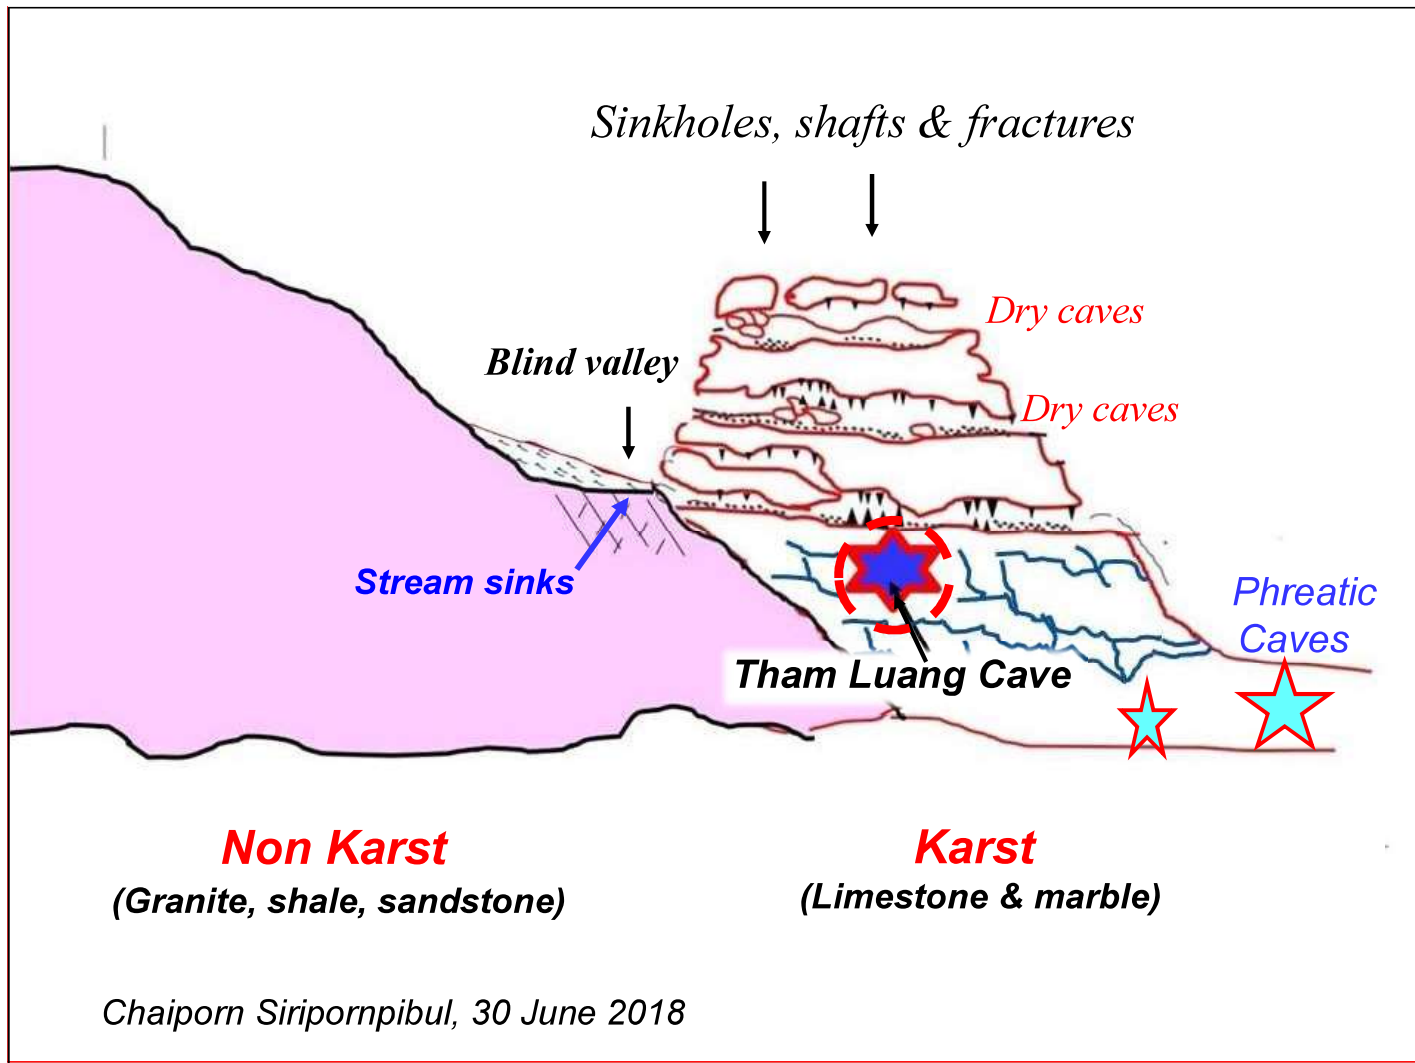 Sinkholes, shafts & fractures
Dry caves
Blind valley
Dry caves
Stream sinks
Phreatic
Caves
Tham Luang Cave
Non Karst
Karst
(Granite, shale, sandstone)
(Limestone & marble)
Chaiporn Siripornpibul, 30 June 2018